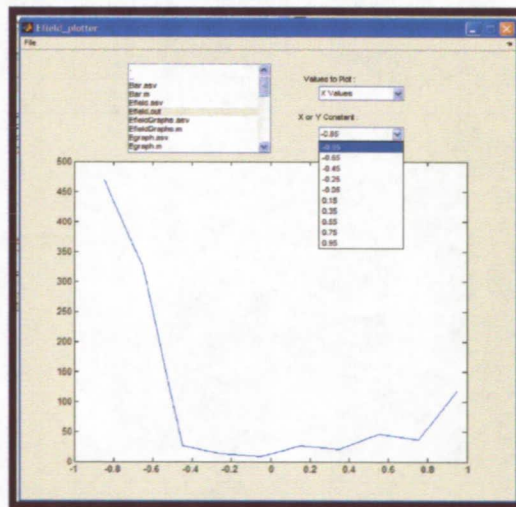 Efield_plotter
File
.
..
Bar.asv
Bar.m
Efield.asv
Efield.out
EfieldGraphs.asv
EfieldGraphs.m
Egraph.asv
Egraph.m
Values to Plot :
X Values
X or Y Constant
-0.85
-0.85
-0.65
-0.45
-0.25
-0.05
0.15
0.35
0.55
0.75
0.95
500
450
400
350
300
250
200
150
100
50
0
-1
-0.8
-0.6
-0.4
-0.2
0
0.2
0.4
0.6
0.8
1